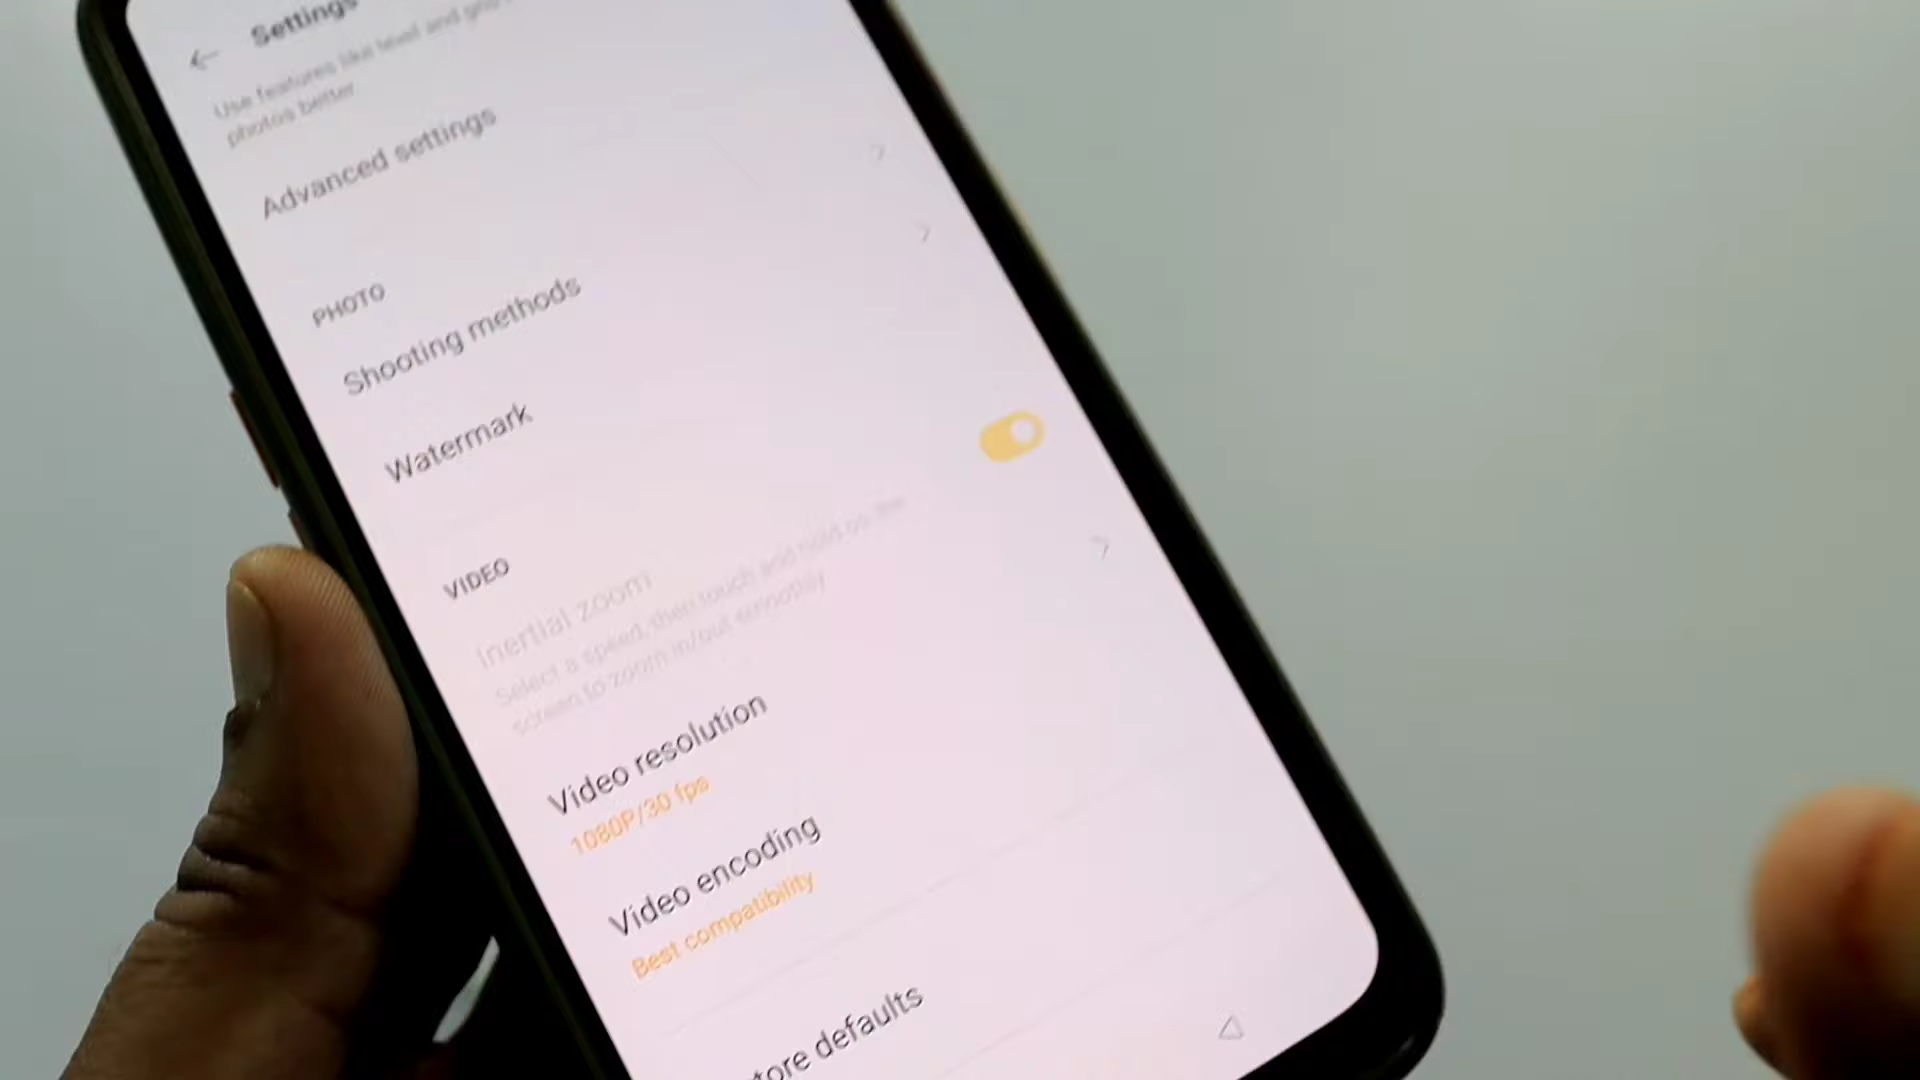 Settings
Use features like level and grid
photos better.
Advanced settings
PHOTO
Shooting methods
Watermark
VIDEO
Inertial zoom
Select a speed, then touch and hold on the
screen to zoom in/out smoothly
Video resolution
1080P/30 fps
Video encoding
Best compatibility
tore defaults